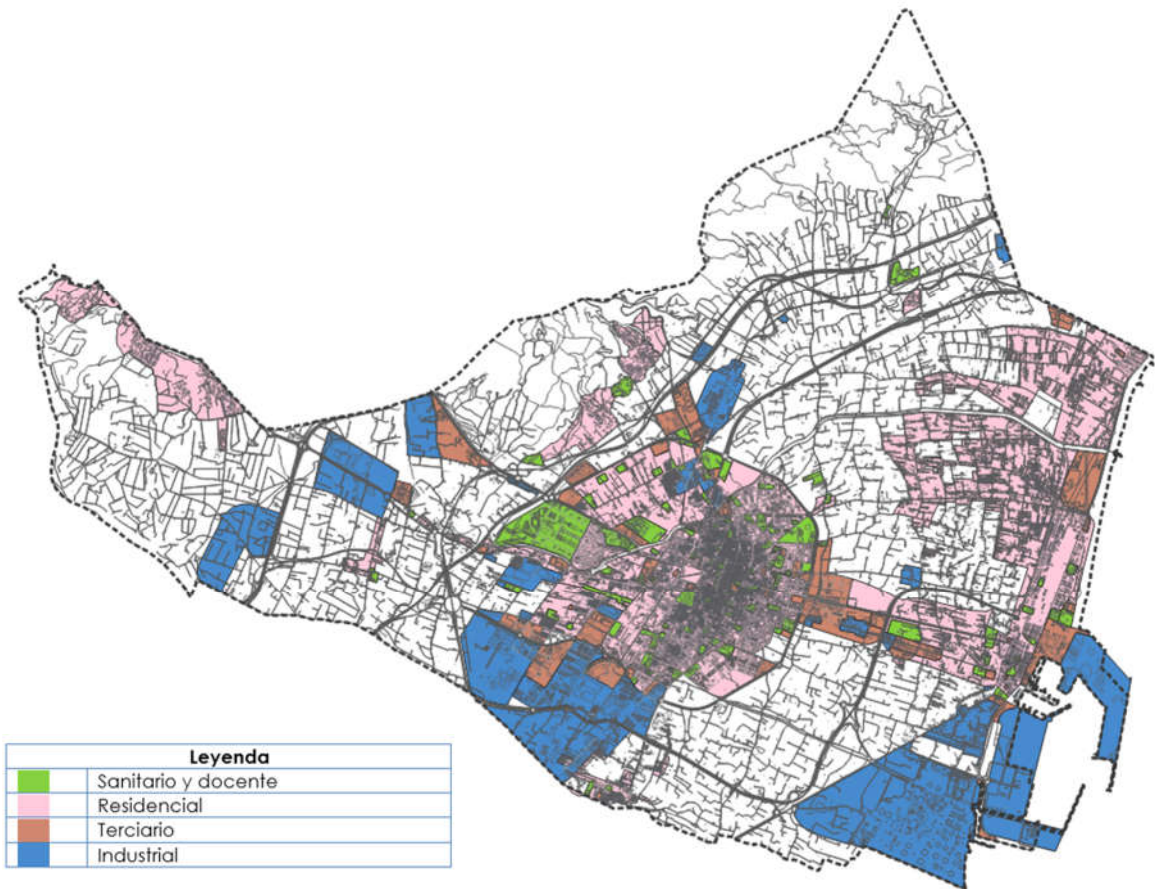 Leyenda
Sanitario y docente
Residencial
Terciario
Industrial